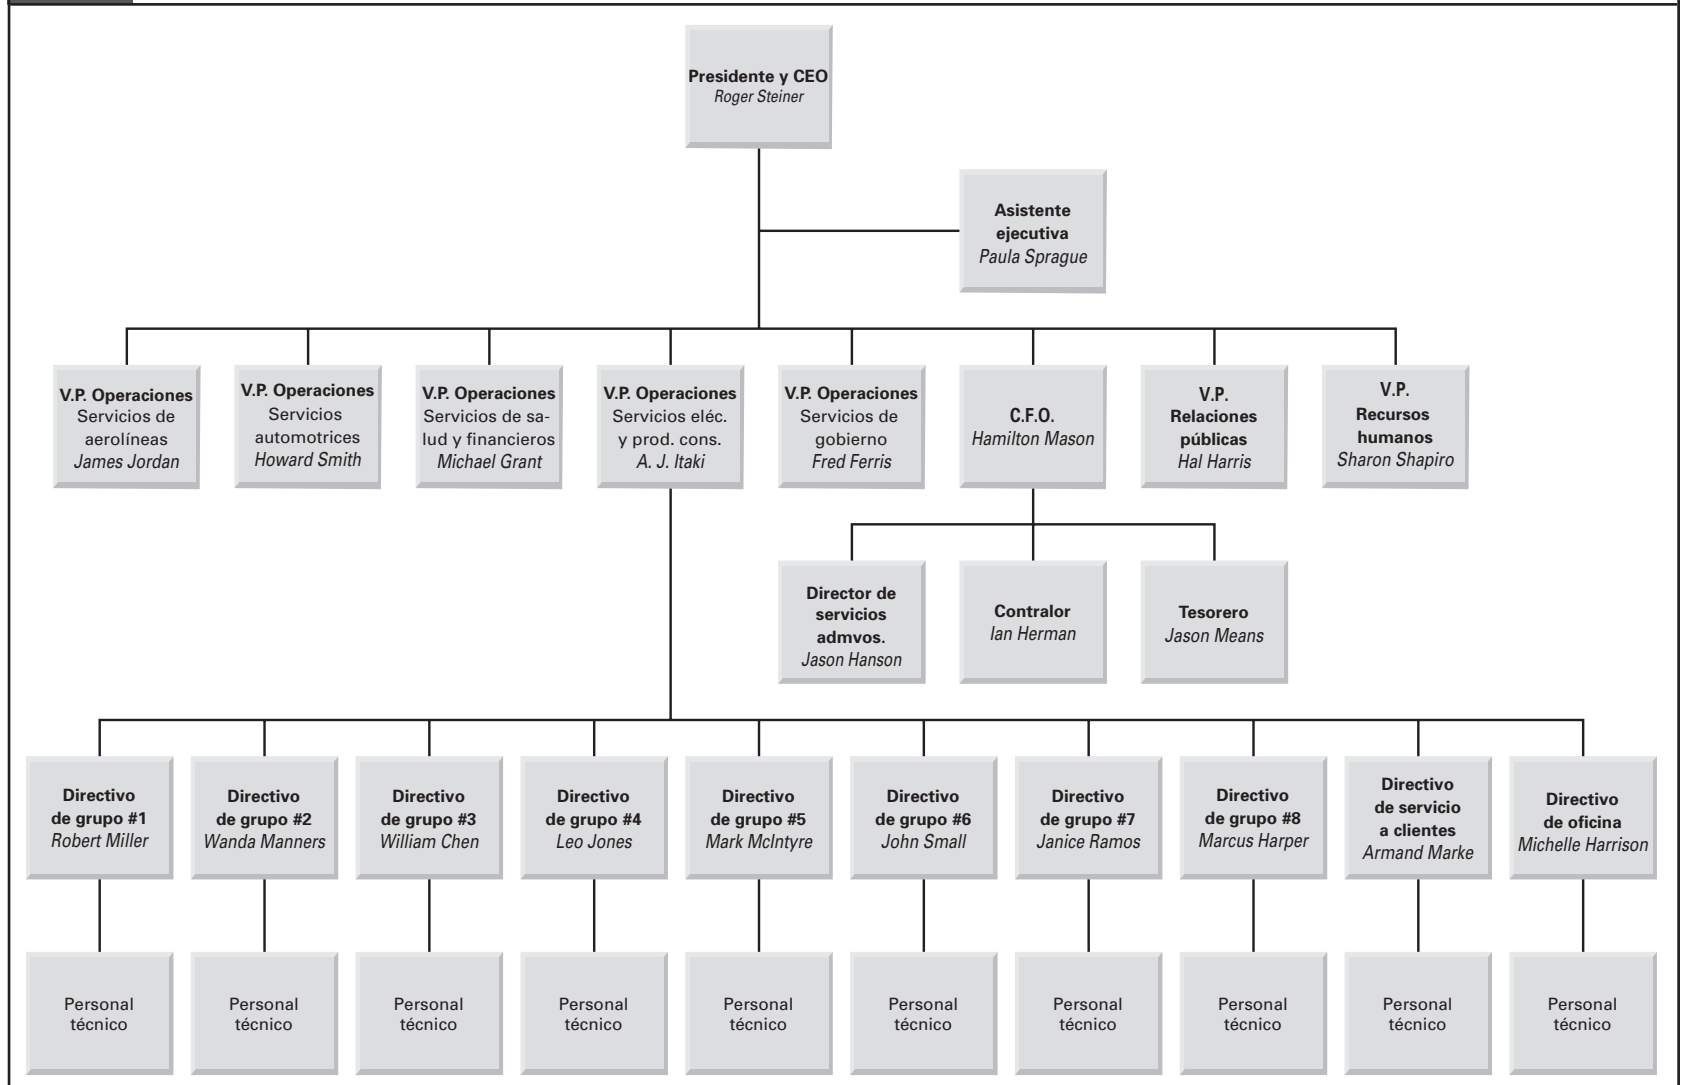 Presidente y CEO
Roger Steiner
Asistente
ejecutiva
Paula Sprague
V.P. Operaciones
Servicios de
aerolíneas
James Jordan
V.P. Operaciones
Servicios
automotrices
Howard Smith
V.P. Operaciones
Servicios de sa-
lud y financieros
Michael Grant
V.P. Operaciones
Servicios eléc.
y prod. cons.
A. J. Itaki
V.P. Operaciones
Servicios de
gobierno
Fred Ferris
C.F.O.
Hamilton Mason
V.P.
Relaciones
públicas
Hal Harris
V.P.
Recursos
humanos
Sharon Shapiro
Director de
servicios
admvos.
Jason Hanson
Contralor
Ian Herman
Tesorero
Jason Means
Directivo
de grupo #1
Robert Miller
Directivo
de grupo #2
Wanda Manners
Directivo
de grupo #3
William Chen
Directivo
de grupo #4
Leo Jones
Directivo
de grupo #5
Mark McIntyre
Directivo
de grupo #6
John Small
Directivo
de grupo #7
Janice Ramos
Directivo
de grupo #8
Marcus Harper
Directivo
de servicio
a clientes
Armand Marke
Directivo
de oficina
Michelle Harrison
Personal
técnico
Personal
técnico
Personal
técnico
Personal
técnico
Personal
técnico
Personal
técnico
Personal
técnico
Personal
técnico
Personal
técnico
Personal
técnico